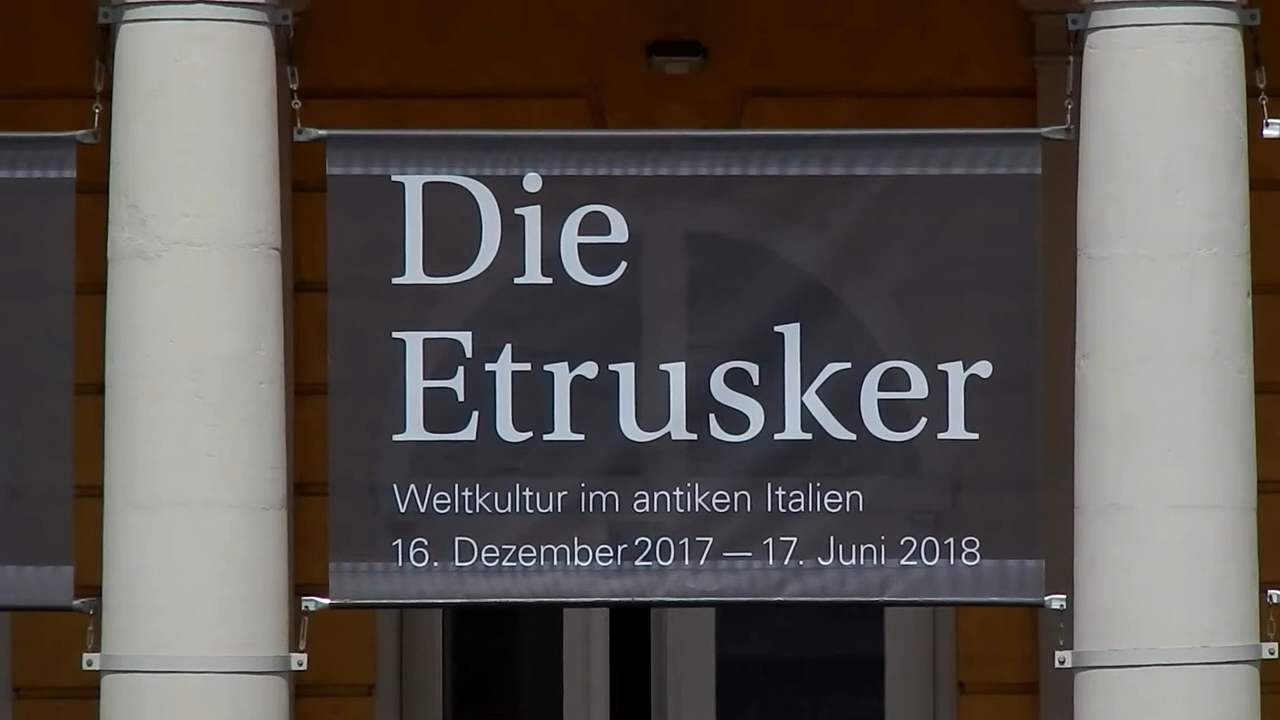 Die
Etrusker
Weltkultur im antiken Italien
16. Dezember 2017 — 17. Juni 2018